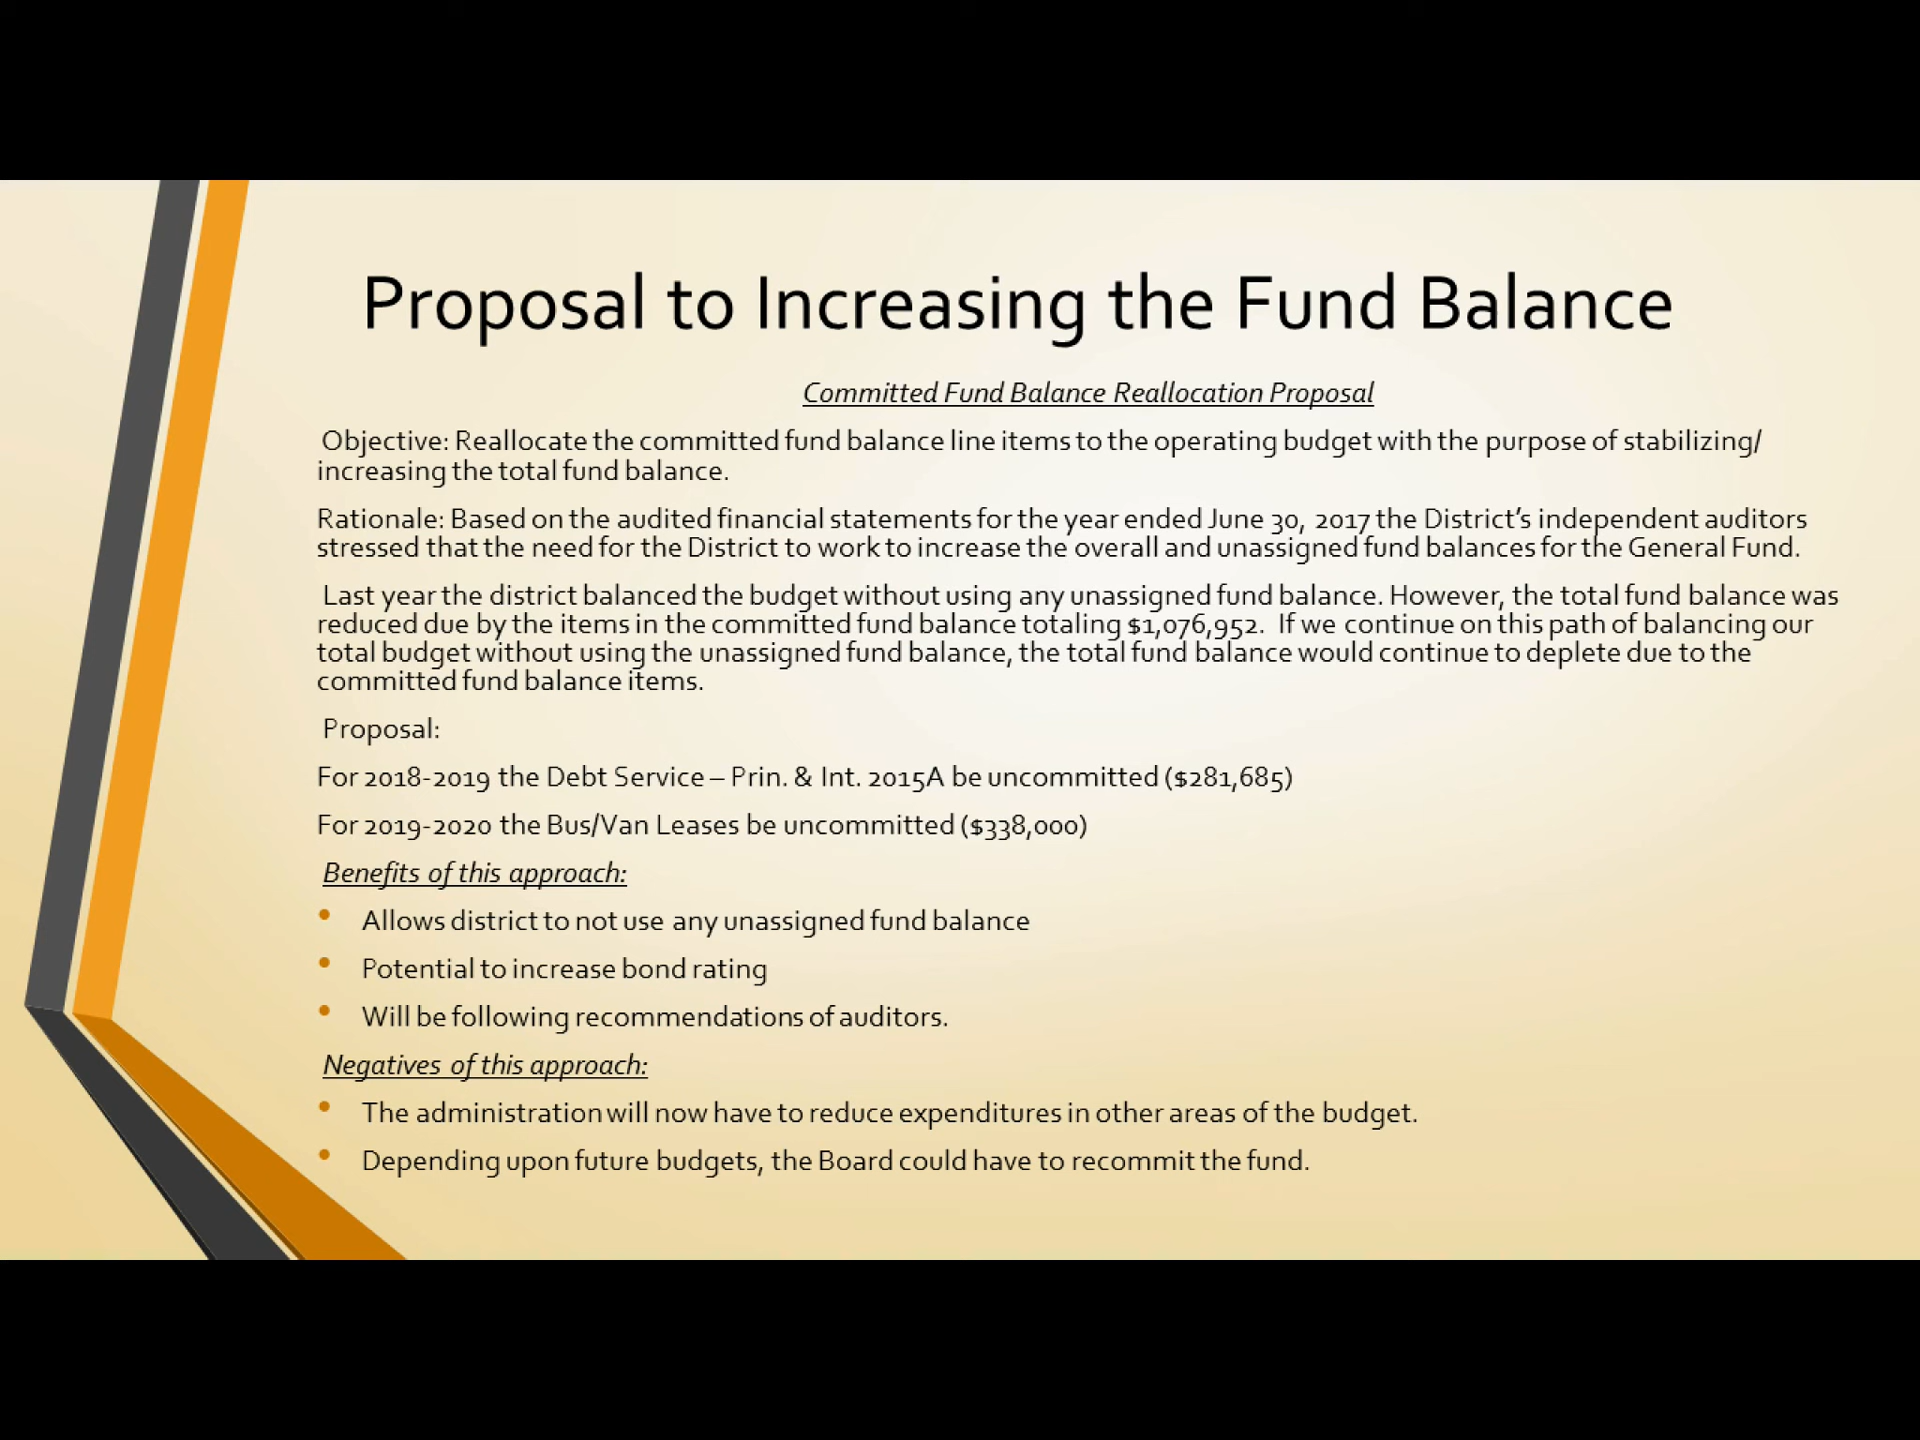 Proposal to Increasing the Fund Balance
Committed Fund Balance Reallocation Proposal
Objective: Reallocate the committed fund balance line items to the operating budget with the purpose of stabilizing/
increasing the total fund balance.
Rationale: Based on the audited financial statements for the year ended June 30, 2017 the District's independent auditors
stressed that the need for the District to work to increase the overall and unassigned fund balances for the General Fund.
Last year the district balanced the budget without using any unassigned fund balance. However, the total fund balance was
reduced due by the items in the committed fund balance totaling $1,076,952. If we continue on this path of balancing our
total budget without using the unassigned fund balance, the total fund balance would continue to deplete due to the
committed fund balance items.
Proposal:
For 2018-2019 the Debt Service – Prin. & Int. 2015A be uncommitted ($281,685)
For 2019-2020 the Bus/Van Leases be uncommitted ($338,000)
Benefits of this approach:
• Allows district to not use any unassigned fund balance
• Potential to increase bond rating
• Will be following recommendations of auditors.
Negatives of this approach:
• The administration will now have to reduce expenditures in other areas of the budget.
• Depending upon future budgets, the Board could have to recommit the fund.